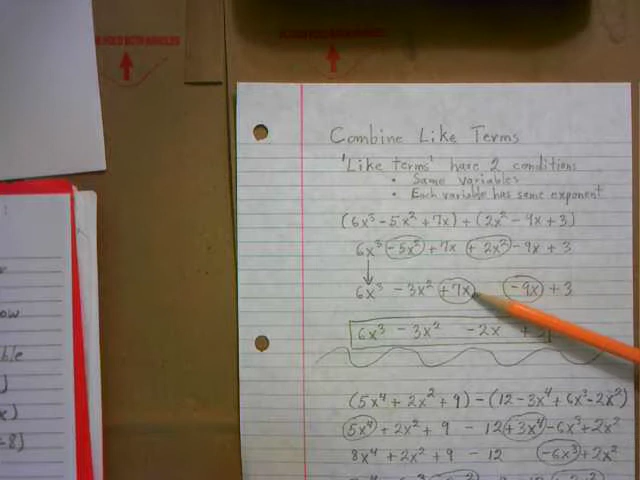 Combine Like Terms
'Like terms' have 2 conditions
• Same variables
• Each variable has same exponent
(6x³ - 5x² + 7x) + (2x² - 9x + 3)
6x³ - 5x² + 7x + 2x² - 9x + 3
6x³ - 3x² + 7x - 9x + 3
6x³ - 3x² - 2x + 3
(5x⁴ + 2x² + 9) - (12 - 3x⁴ + 6x³ - 2x²)
5x⁴ + 2x² + 9 - 12 + 3x⁴ - 6x³ + 2x²
8x⁴ + 2x² + 9 - 12 - 6x³ + 2x²